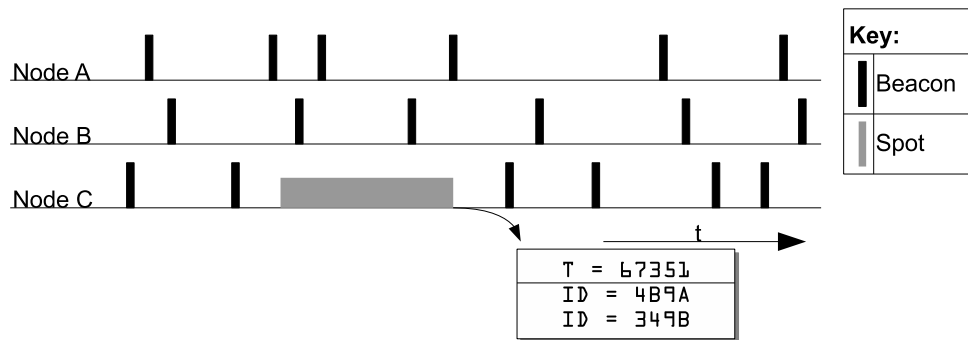 Key:
Node A
Beacon
Node B
Spot
Node C
t
T = 67351
ID = 4B9A
ID = 349B